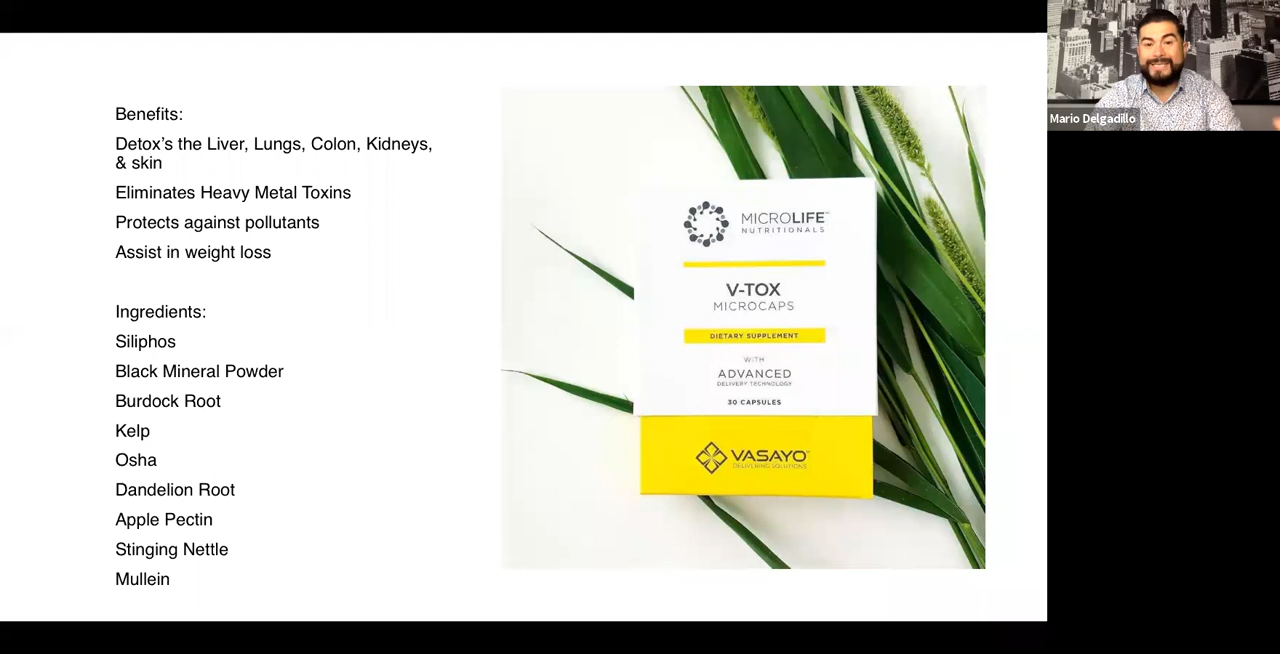 Benefits:
Detox's the Liver, Lungs, Colon, Kidneys,
& skin
Eliminates Heavy Metal Toxins
Protects against pollutants
Assist in weight loss
Ingredients:
Siliphos
Black Mineral Powder
Burdock Root
Kelp
Osha
Dandelion Root
Apple Pectin
Stinging Nettle
Mullein
MICROLIFE™
NUTRITIONALS
V-TOX
MICROCAPS
DIETARY SUPPLEMENT
WITH
ADVANCED
DELIVERY TECHNOLOGY
30 CAPSULES
VASAYO™
DELIVERING SOLUTIONS
Mario Delgadillo